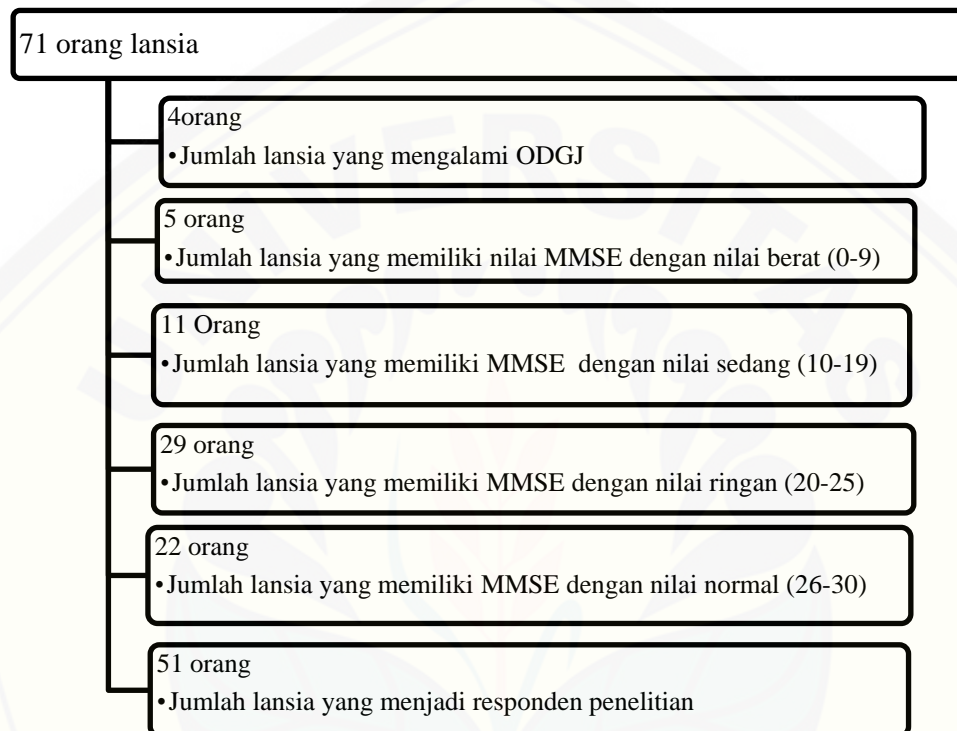 71 orang lansia
4orang
•Jumlah lansia yang mengalami ODGJ
5 orang
•Jumlah lansia yang memiliki nilai MMSE dengan nilai berat (0-9)
11 Orang
•Jumlah lansia yang memiliki MMSE  dengan nilai sedang (10-19)
29 orang
•Jumlah lansia yang memiliki MMSE dengan nilai ringan (20-25)
22 orang
•Jumlah lansia yang memiliki MMSE dengan nilai normal (26-30)
51 orang
•Jumlah lansia yang menjadi responden penelitian
UNIVERSITAS